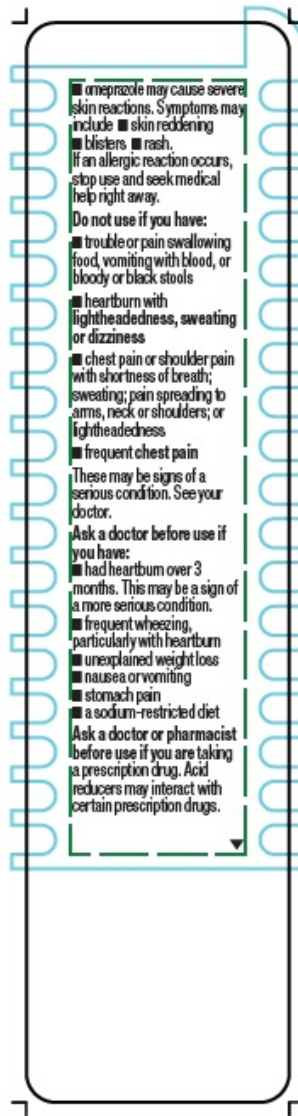 ■ omeprazole may cause severe
skin reactions. Symptoms may
include ■ skin reddening
■ blisters ■ rash.
If an allergic reaction occurs,
stop use and seek medical
help right away.
Do not use if you have:
■ trouble or pain swallowing
food, vomiting with blood, or
bloody or black stools
■ heartburn with
lightheadedness, sweating
or dizziness
■ chest pain or shoulder pain
with shortness of breath;
sweating; pain spreading to
arms, neck or shoulders; or
lightheadedness
■ frequent chest pain
These may be signs of a
serious condition. See your
doctor.
Ask a doctor before use if
you have:
■ had heartburn over 3
months. This may be a sign of
a more serious condition.
■ frequent wheezing,
particularly with heartburn
■ unexplained weight loss
■ nausea or vomiting
■ stomach pain
■ a sodium-restricted diet
Ask a doctor or pharmacist
before use if you are taking
a prescription drug. Acid
reducers may interact with
certain prescription drugs.